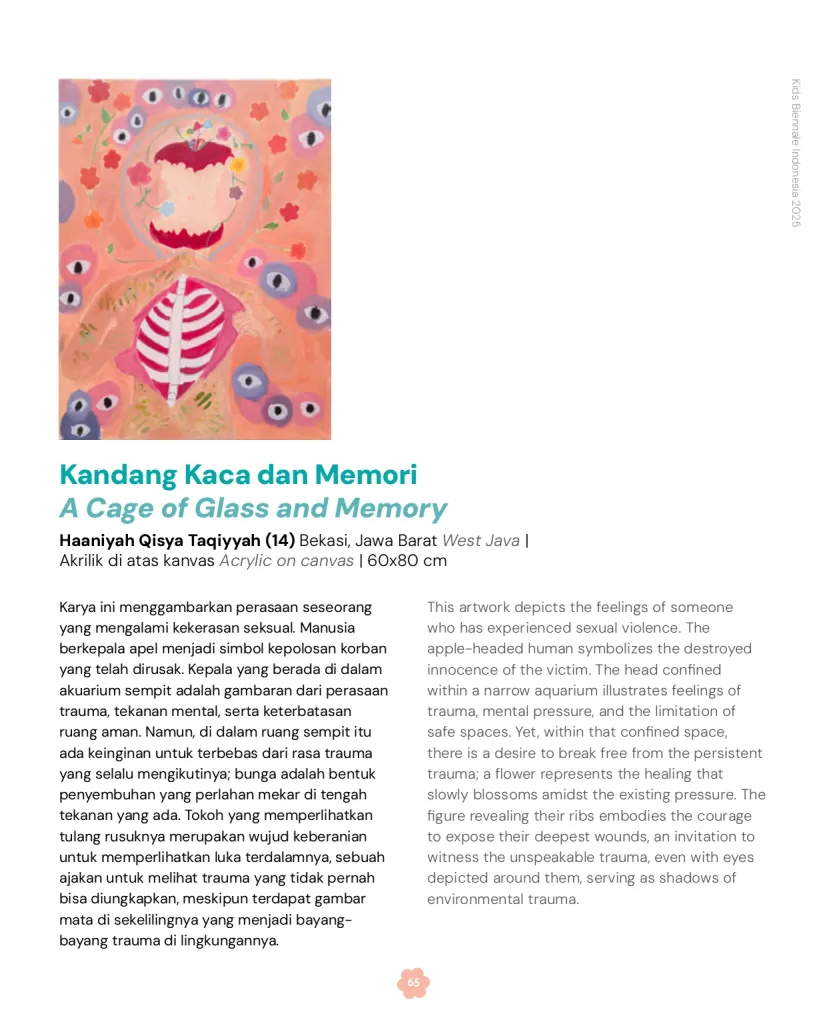 Kids Biennale Indonesia 2025
Kandang Kaca dan Memori
A Cage of Glass and Memory
Haaniyah Qisya Taqiyyah (14) Bekasi, Jawa Barat West Java |
Akrilik di atas kanvas Acrylic on canvas | 60x80 cm
Karya ini menggambarkan perasaan seseorang
yang mengalami kekerasan seksual. Manusia
berkepala apel menjadi simbol kepolosan korban
yang telah dirusak. Kepala yang berada di dalam
akuarium sempit adalah gambaran dari perasaan
trauma, tekanan mental, serta keterbatasan
ruang aman. Namun, di dalam ruang sempit itu
ada keinginan untuk terbebas dari rasa trauma
yang selalu mengikutinya; bunga adalah bentuk
penyembuhan yang perlahan mekar di tengah
tekanan yang ada. Tokoh yang memperlihatkan
tulang rusuknya merupakan wujud keberanian
untuk memperlihatkan luka terdalamnya, sebuah
ajakan untuk melihat trauma yang tidak pernah
bisa diungkapkan, meskipun terdapat gambar
mata di sekelilingnya yang menjadi bayang-
bayang trauma di lingkungannya.
This artwork depicts the feelings of someone
who has experienced sexual violence. The
apple-headed human symbolizes the destroyed
innocence of the victim. The head confined
within a narrow aquarium illustrates feelings of
trauma, mental pressure, and the limitation of
safe spaces. Yet, within that confined space,
there is a desire to break free from the persistent
trauma; a flower represents the healing that
slowly blossoms amidst the existing pressure. The
figure revealing their ribs embodies the courage
to expose their deepest wounds, an invitation to
witness the unspeakable trauma, even with eyes
depicted around them, serving as shadows of
environmental trauma.
65